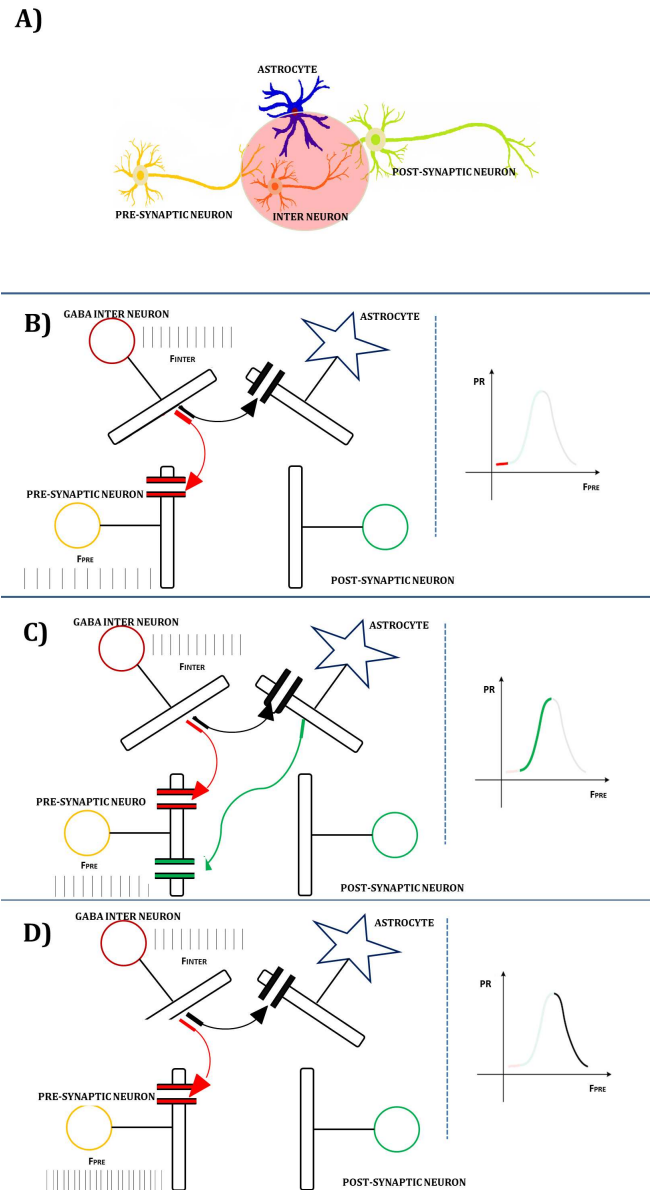 A)
ASTROCYTE
POST-SYNAPTIC NEURON
PRE-SYNAPTIC NEURON
INTER NEURON
B)
GABA INTER NEURON
ASTROCYTE
FINTER
PR
FPRE
PRE-SYNAPTIC NEURON
FPRE
POST-SYNAPTIC NEURON
C)
GABA INTER NEURON
ASTROCYTE
FINTER
PR
FPRE
PRE-SYNAPTIC NEURO
FPRE
POST-SYNAPTIC NEURON
D)
GABA INTER NEURON
ASTROCYTE
FINTER
PR
FPRE
PRE-SYNAPTIC NEURON
FPRE
POST-SYNAPTIC NEURON